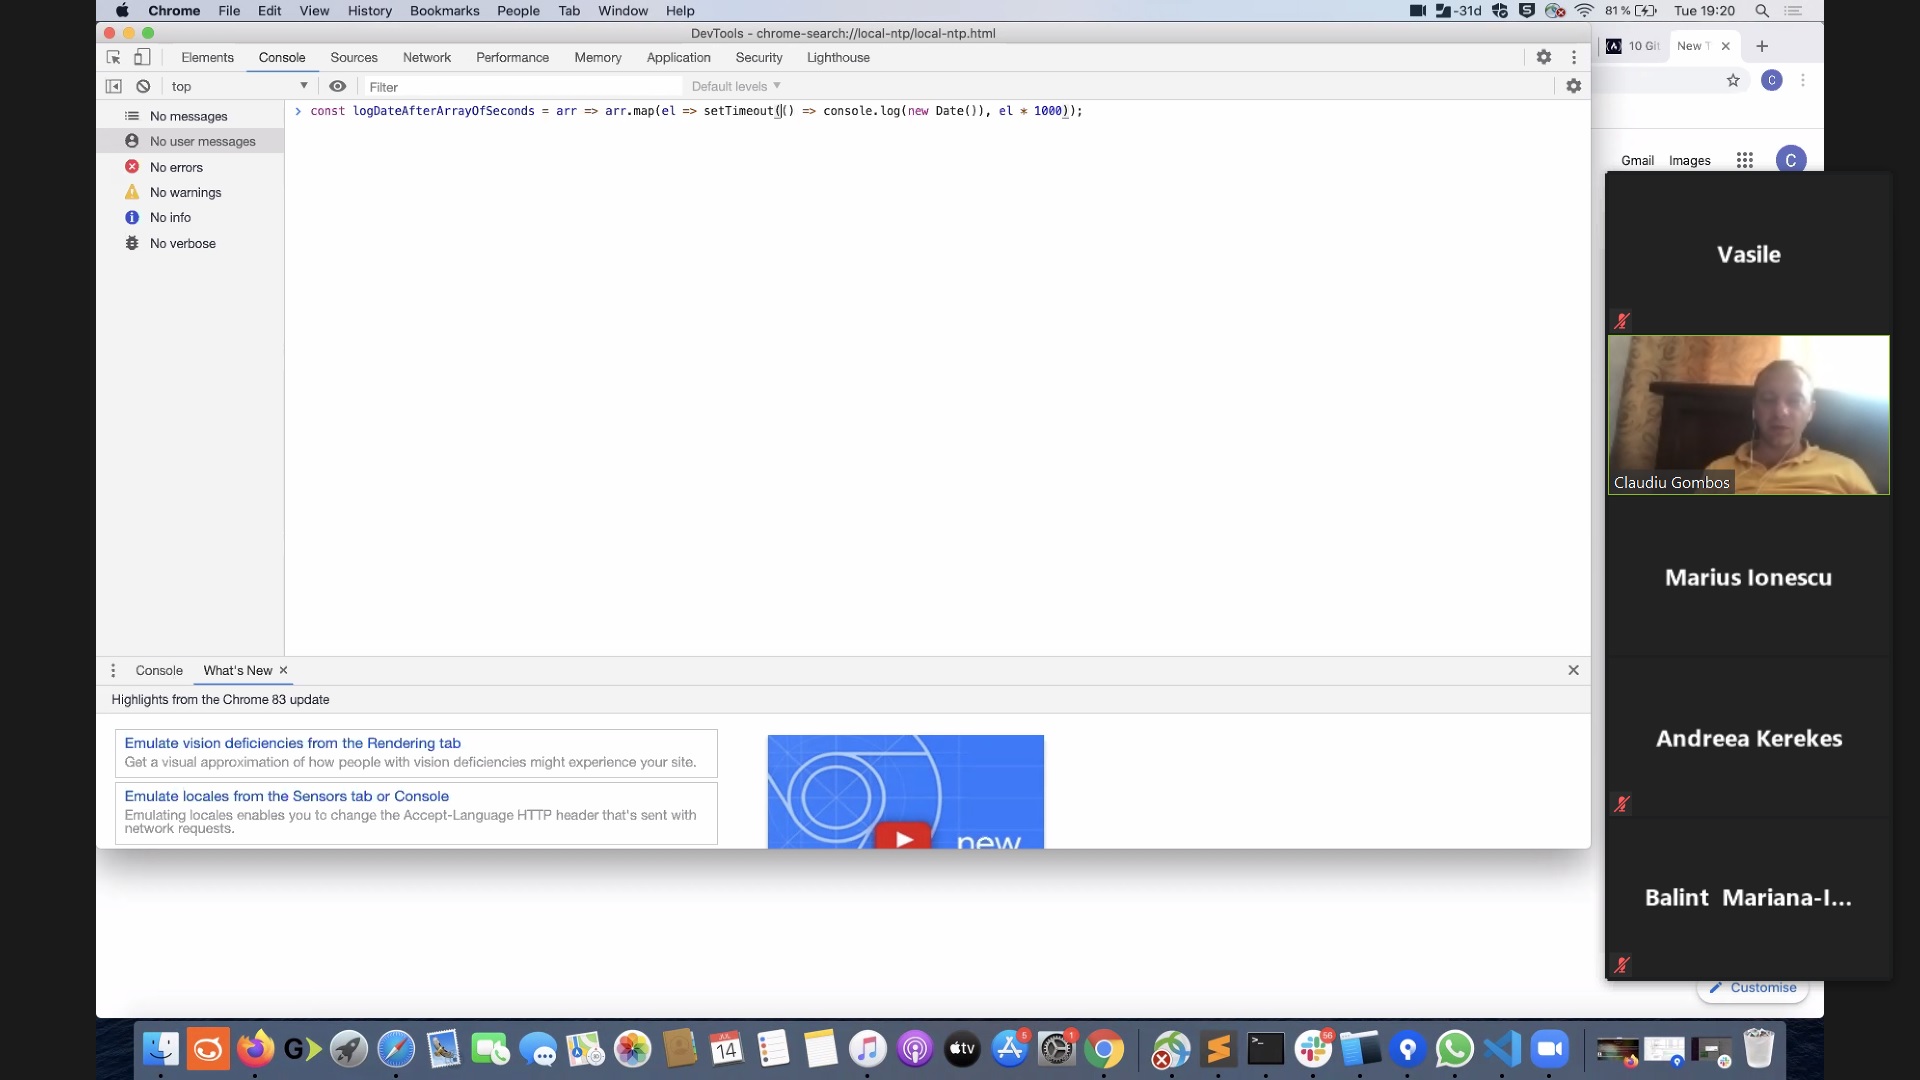 Chrome File Edit View History Bookmarks People Tab Window Help -31d 81% Tue 19:20
DevTools - chrome-search://local-ntp/local-ntp.html
10 Gi New T
Elements Console Sources Network Performance Memory Application Security Lighthouse
top Filter Default levels C
No messages
No user messages
No errors
No warnings
No info
No verbose
const logDateAfterArrayOfSeconds = arr => arr.map(el => setTimeout(() => console.log(new Date()), el * 1000));
Gmail Images C
Vasile
Claudiu Gombos
Marius Ionescu
Andreea Kerekes
Balint Mariana-I...
Console What's New
Highlights from the Chrome 83 update
Emulate vision deficiencies from the Rendering tab
Get a visual approximation of how people with vision deficiencies might experience your site.
Emulate locales from the Sensors tab or Console
Emulating locales enables you to change the Accept-Language HTTP header that's sent with
network requests.
new
Customise
G JUL 14 tv 5 1 56